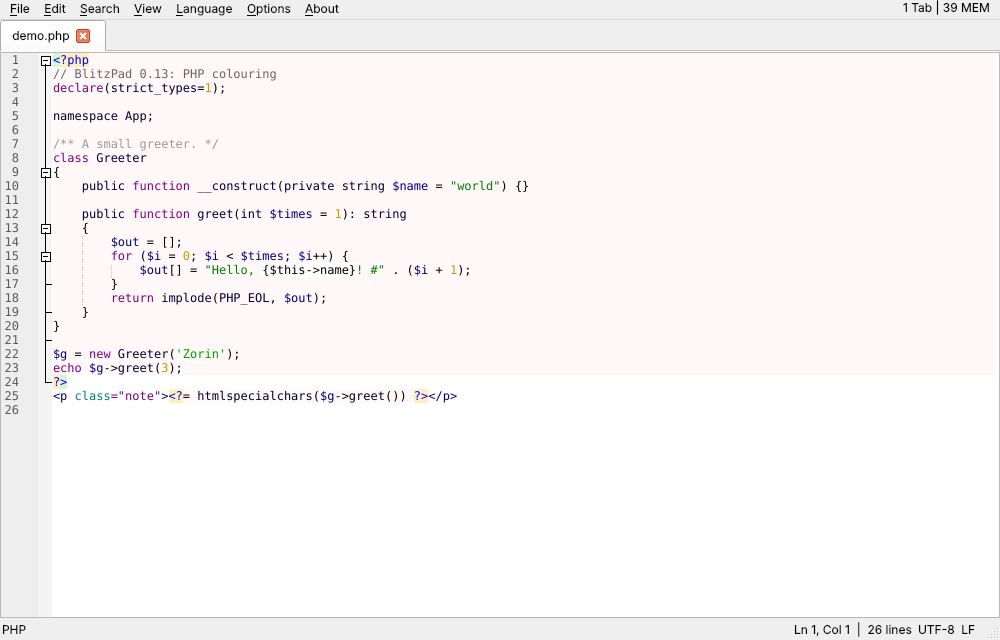 File Edit Search View Language Options About 1 Tab | 39 MEM
demo.php
1 <?php
2 // BlitzPad 0.13: PHP colouring
3 declare(strict_types=1);
4
5 namespace App;
6
7 /** A small greeter. */
8 class Greeter
9 {
10     public function __construct(private string $name = "world") {}
11
12     public function greet(int $times = 1): string
13     {
14         $out = [];
15         for ($i = 0; $i < $times; $i++) {
16             $out[] = "Hello, {$this->name}! #" . ($i + 1);
17         }
18         return implode(PHP_EOL, $out);
19     }
20 }
21
22 $g = new Greeter('Zorin');
23 echo $g->greet(3);
24 ?>
25 <p class="note"><?= htmlspecialchars($g->greet()) ?></p>
26
PHP Ln 1, Col 1 | 26 lines UTF-8 LF